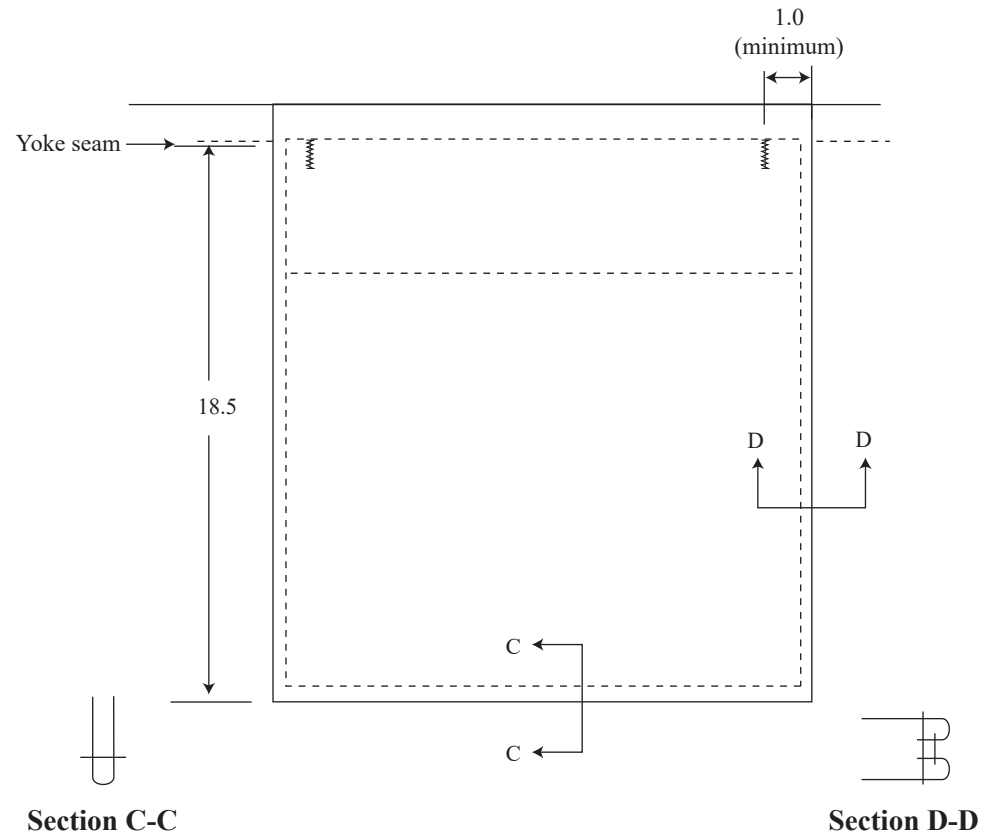 1.0
(minimum)
Yoke seam
18.5
D D
C
C
Section C-C
Section D-D